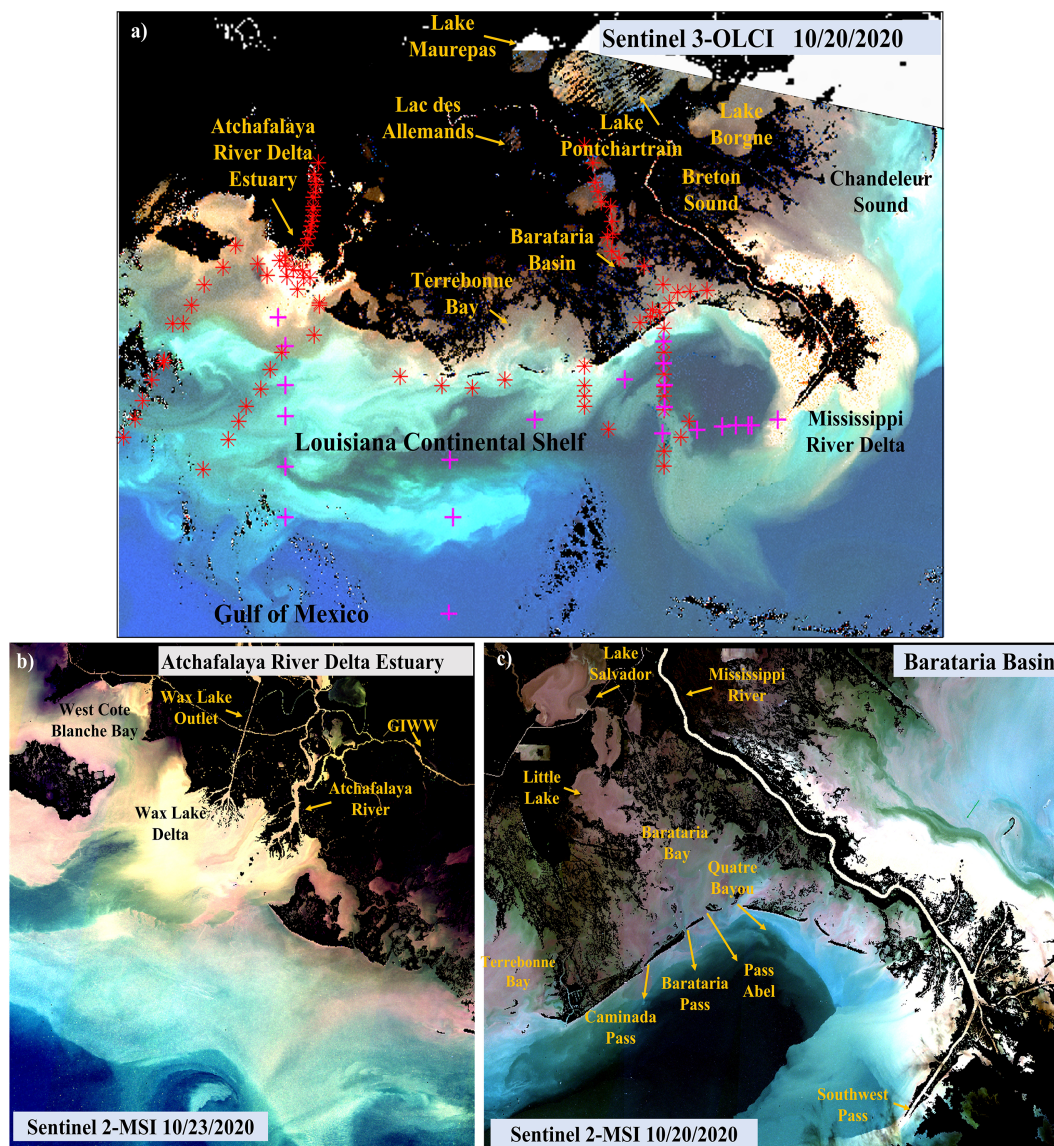 a)
Sentinel 3-OLCI 10/20/2020
Lake
Maurepas
Lac des
Allemands
Atchafalaya
River Delta
Estuary
Lake
Pontchartrain
Lake
Borgne
Breton
Sound
Chandeleur
Sound
Barataria
Basin
Terrebonne
Bay
Louisiana Continental Shelf
Mississippi
River Delta
Gulf of Mexico
b)
Atchafalaya River Delta Estuary
West Cote
Blanche Bay
Wax Lake
Outlet
GIWW
Atchafalaya
River
Wax Lake
Delta
Sentinel 2-MSI 10/23/2020
c)
Barataria Basin
Lake
Salvador
Mississippi
River
Little
Lake
Barataria
Bay
Quatre
Bayou
Terrebonne
Bay
Barataria
Pass
Pass
Abel
Caminada
Pass
Southwest
Pass
Sentinel 2-MSI 10/20/2020